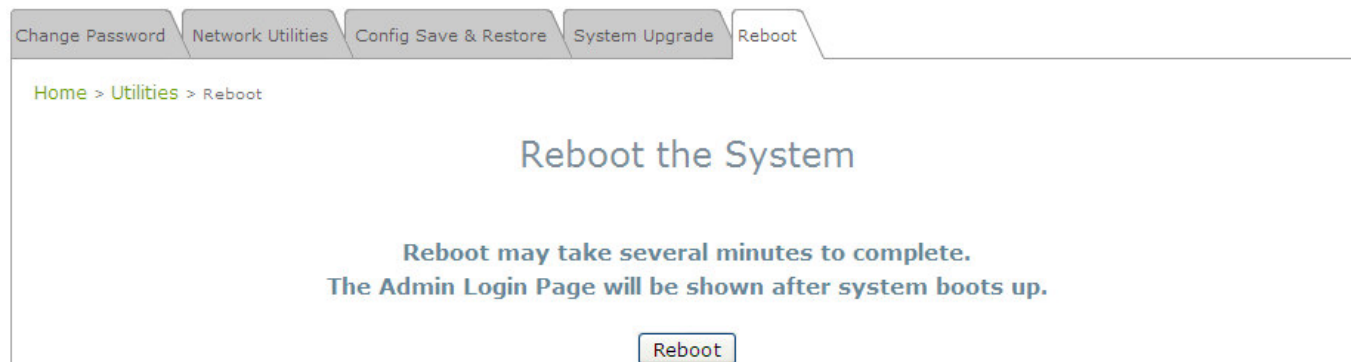 Change Password Network Utilities Config Save & Restore System Upgrade Reboot
Home > Utilities > Reboot
Reboot the System
Reboot may take several minutes to complete.
The Admin Login Page will be shown after system boots up.
Reboot